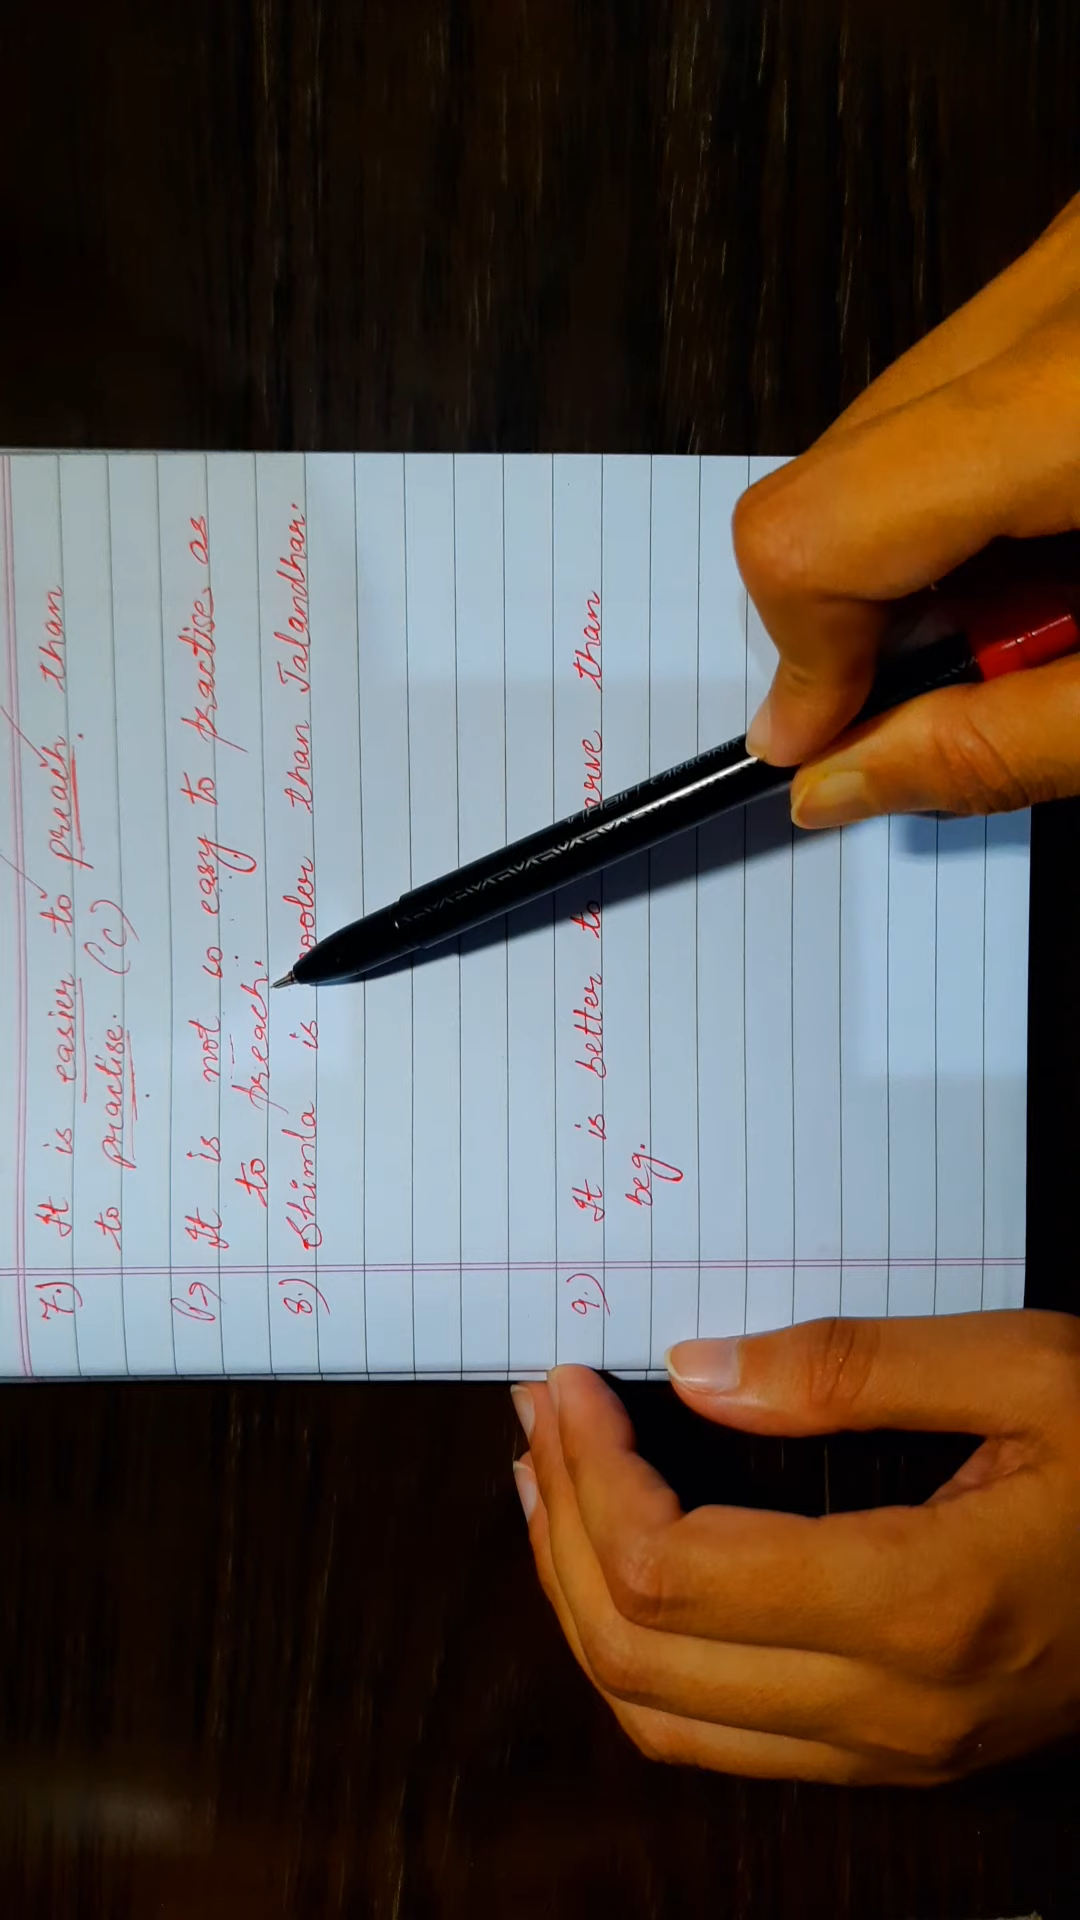 7.) It is easier to preach than
to practise. (C)
P→ It is not so easy to practise as
to preach.
8.) Shimla is cooler than Jalandhar.
9.) It is better to than
beg.